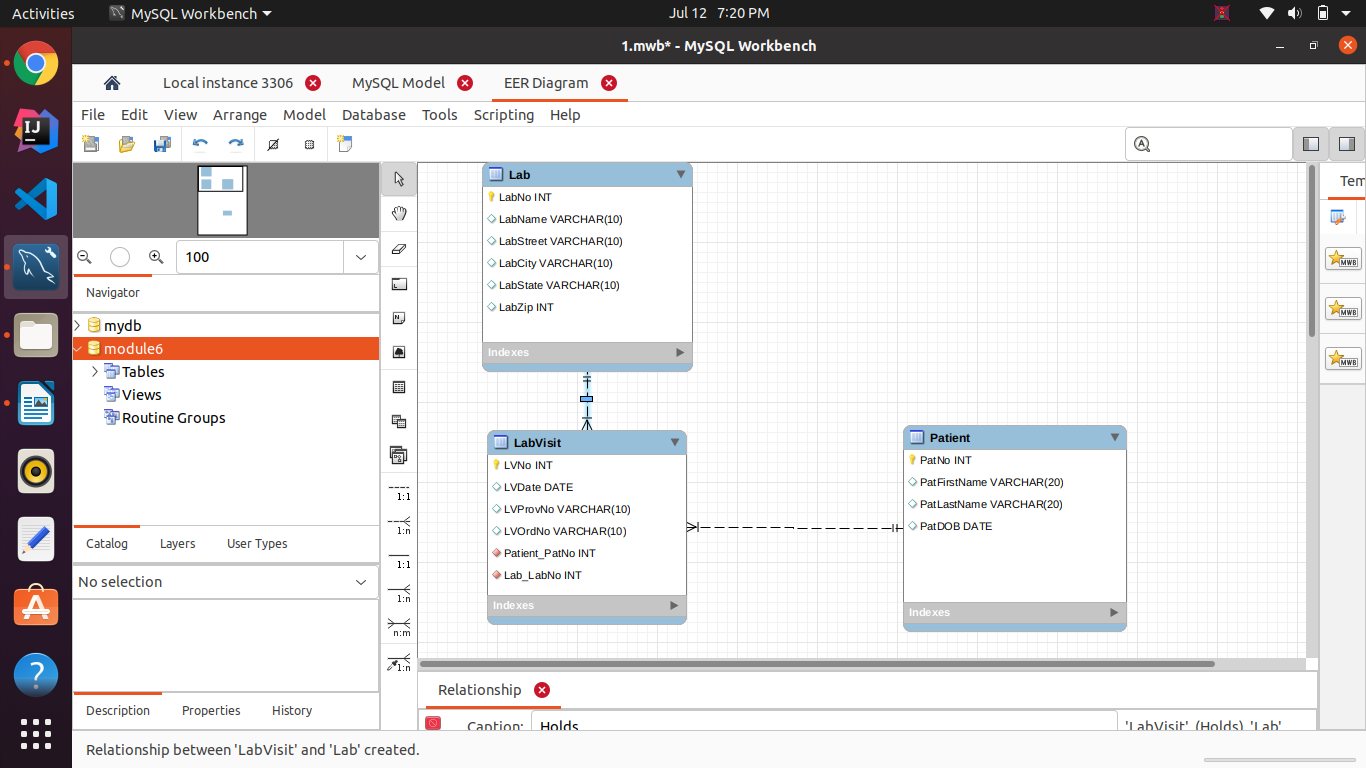 Activities MySQL Workbench Jul 12 7:20 PM
1.mwb* - MySQL Workbench
Local instance 3306 MySQL Model EER Diagram
File Edit View Arrange Model Database Tools Scripting Help
Lab
LabNo INT
LabName VARCHAR(10)
LabStreet VARCHAR(10)
LabCity VARCHAR(10)
LabState VARCHAR(10)
LabZip INT
Indexes
LabVisit
LVNo INT
LVDate DATE
LVProvNo VARCHAR(10)
LVOrdNo VARCHAR(10)
Patient_PatNo INT
Lab_LabNo INT
Indexes
Patient
PatNo INT
PatFirstName VARCHAR(20)
PatLastName VARCHAR(20)
PatDOB DATE
Indexes
100
Navigator
mydb
module6
Tables
Views
Routine Groups
Catalog Layers User Types
No selection
Description Properties History
1:1
1:n
1:1
1:n
n:m
1:n
Tem
MWB
MWB
MWB
Relationship
Caption: Holds 'LabVisit' (Holds) 'Lab'
Relationship between 'LabVisit' and 'Lab' created.